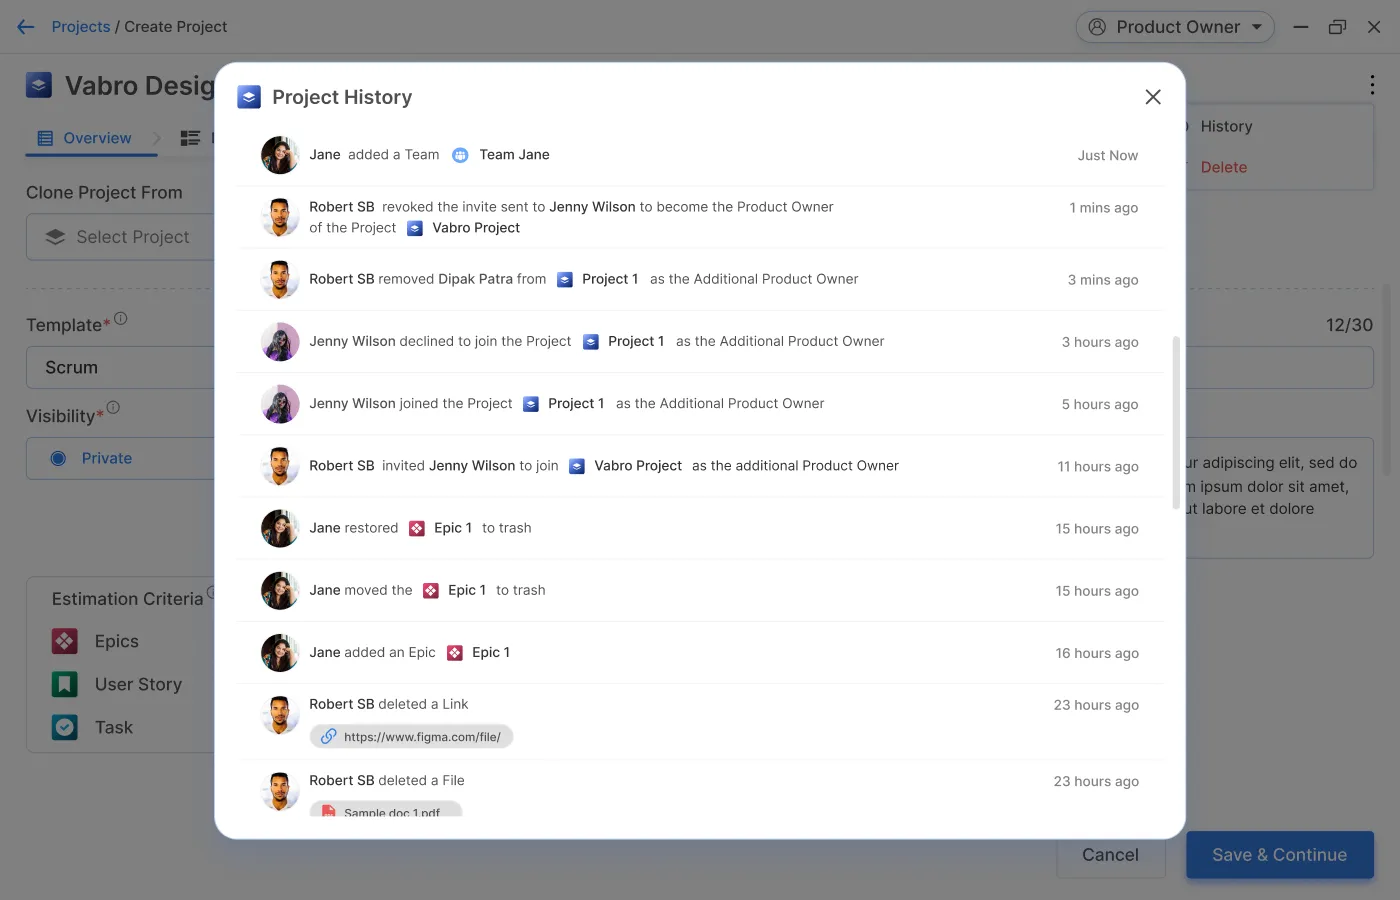 Projects / Create Project
Product Owner
Vabro Desig
Overview
History
Delete
Clone Project From
Select Project
Template*
12/30
Scrum
Visibility*
Private
ur adipiscing elit, sed do
m ipsum dolor sit amet,
ut labore et dolore
Estimation Criteria
Epics
User Story
Task
Project History
Jane added a Team Team Jane
Just Now
Robert SB revoked the invite sent to Jenny Wilson to become the Product Owner
of the Project Vabro Project
1 mins ago
Robert SB removed Dipak Patra from Project 1 as the Additional Product Owner
3 mins ago
Jenny Wilson declined to join the Project Project 1 as the Additional Product Owner
3 hours ago
Jenny Wilson joined the Project Project 1 as the Additional Product Owner
5 hours ago
Robert SB invited Jenny Wilson to join Vabro Project as the additional Product Owner
11 hours ago
Jane restored Epic 1 to trash
15 hours ago
Jane moved the Epic 1 to trash
15 hours ago
Jane added an Epic Epic 1
16 hours ago
Robert SB deleted a Link
23 hours ago
https://www.figma.com/file/
Robert SB deleted a File
23 hours ago
Sample doc 1.pdf
Cancel
Save & Continue